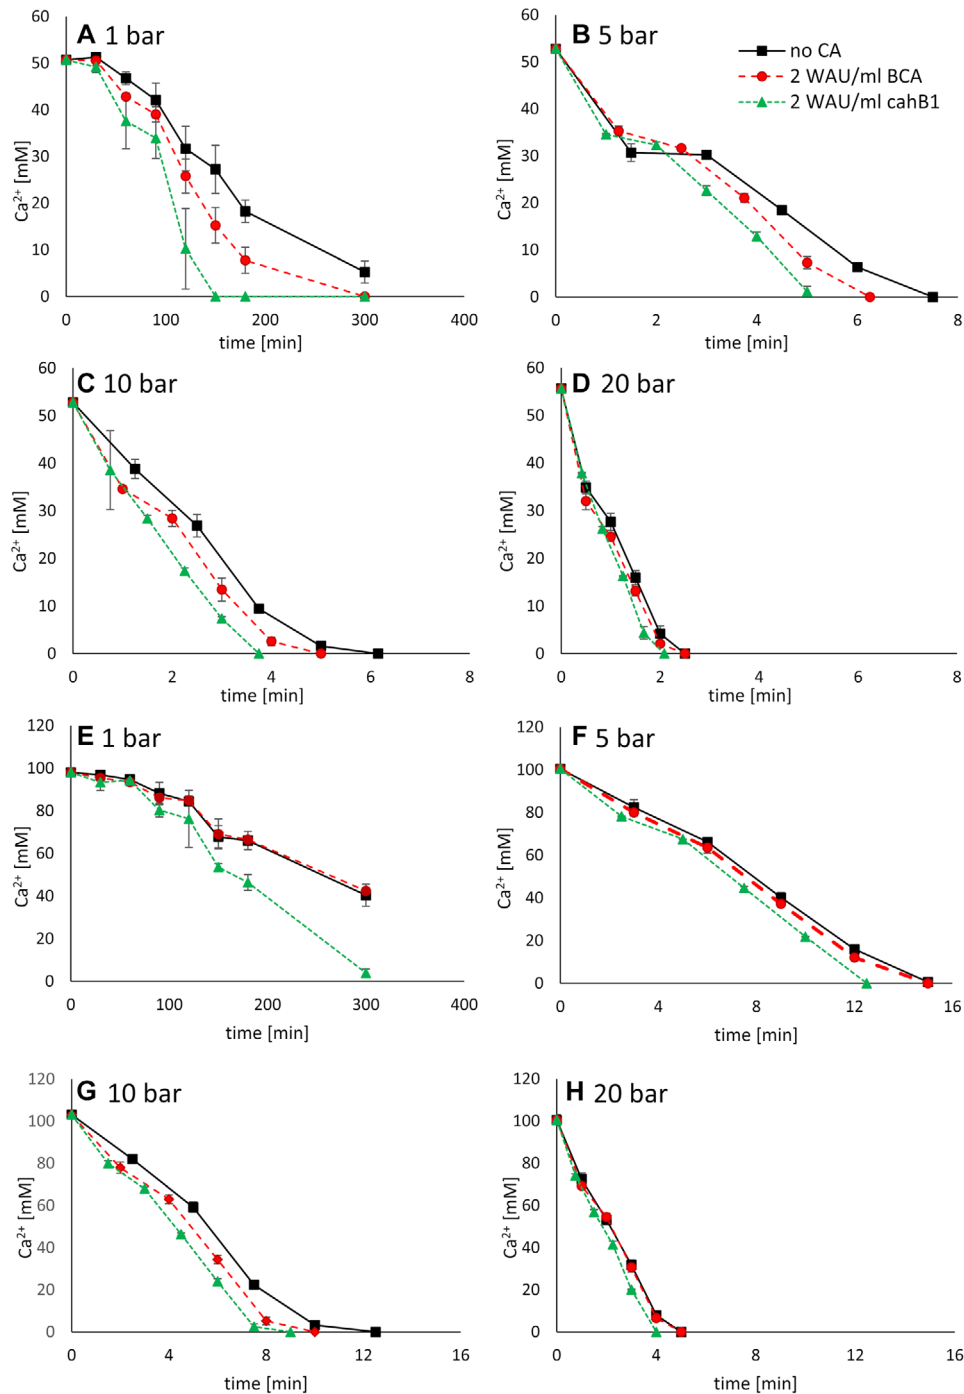 A 1 bar
60
50
40
30
20
10
0
Ca²⁺ [mM]
0 100 200 300 400
time [min]
B 5 bar
no CA
2 WAU/ml BCA
2 WAU/ml cahB1
60
50
40
30
20
10
0
Ca²⁺ [mM]
0 2 4 6 8
time [min]
C 10 bar
60
50
40
30
20
10
0
Ca²⁺ [mM]
0 2 4 6 8
time [min]
D 20 bar
60
50
40
30
20
10
0
Ca²⁺ [mM]
0 2 4 6 8
time [min]
E 1 bar
120
100
80
60
40
20
0
Ca²⁺ [mM]
0 100 200 300 400
time [min]
F 5 bar
120
100
80
60
40
20
0
Ca²⁺ [mM]
0 4 8 12 16
time [min]
G 10 bar
120
100
80
60
40
20
0
Ca²⁺ [mM]
0 4 8 12 16
time [min]
H 20 bar
120
100
80
60
40
20
0
Ca²⁺ [mM]
0 4 8 12 16
time [min]